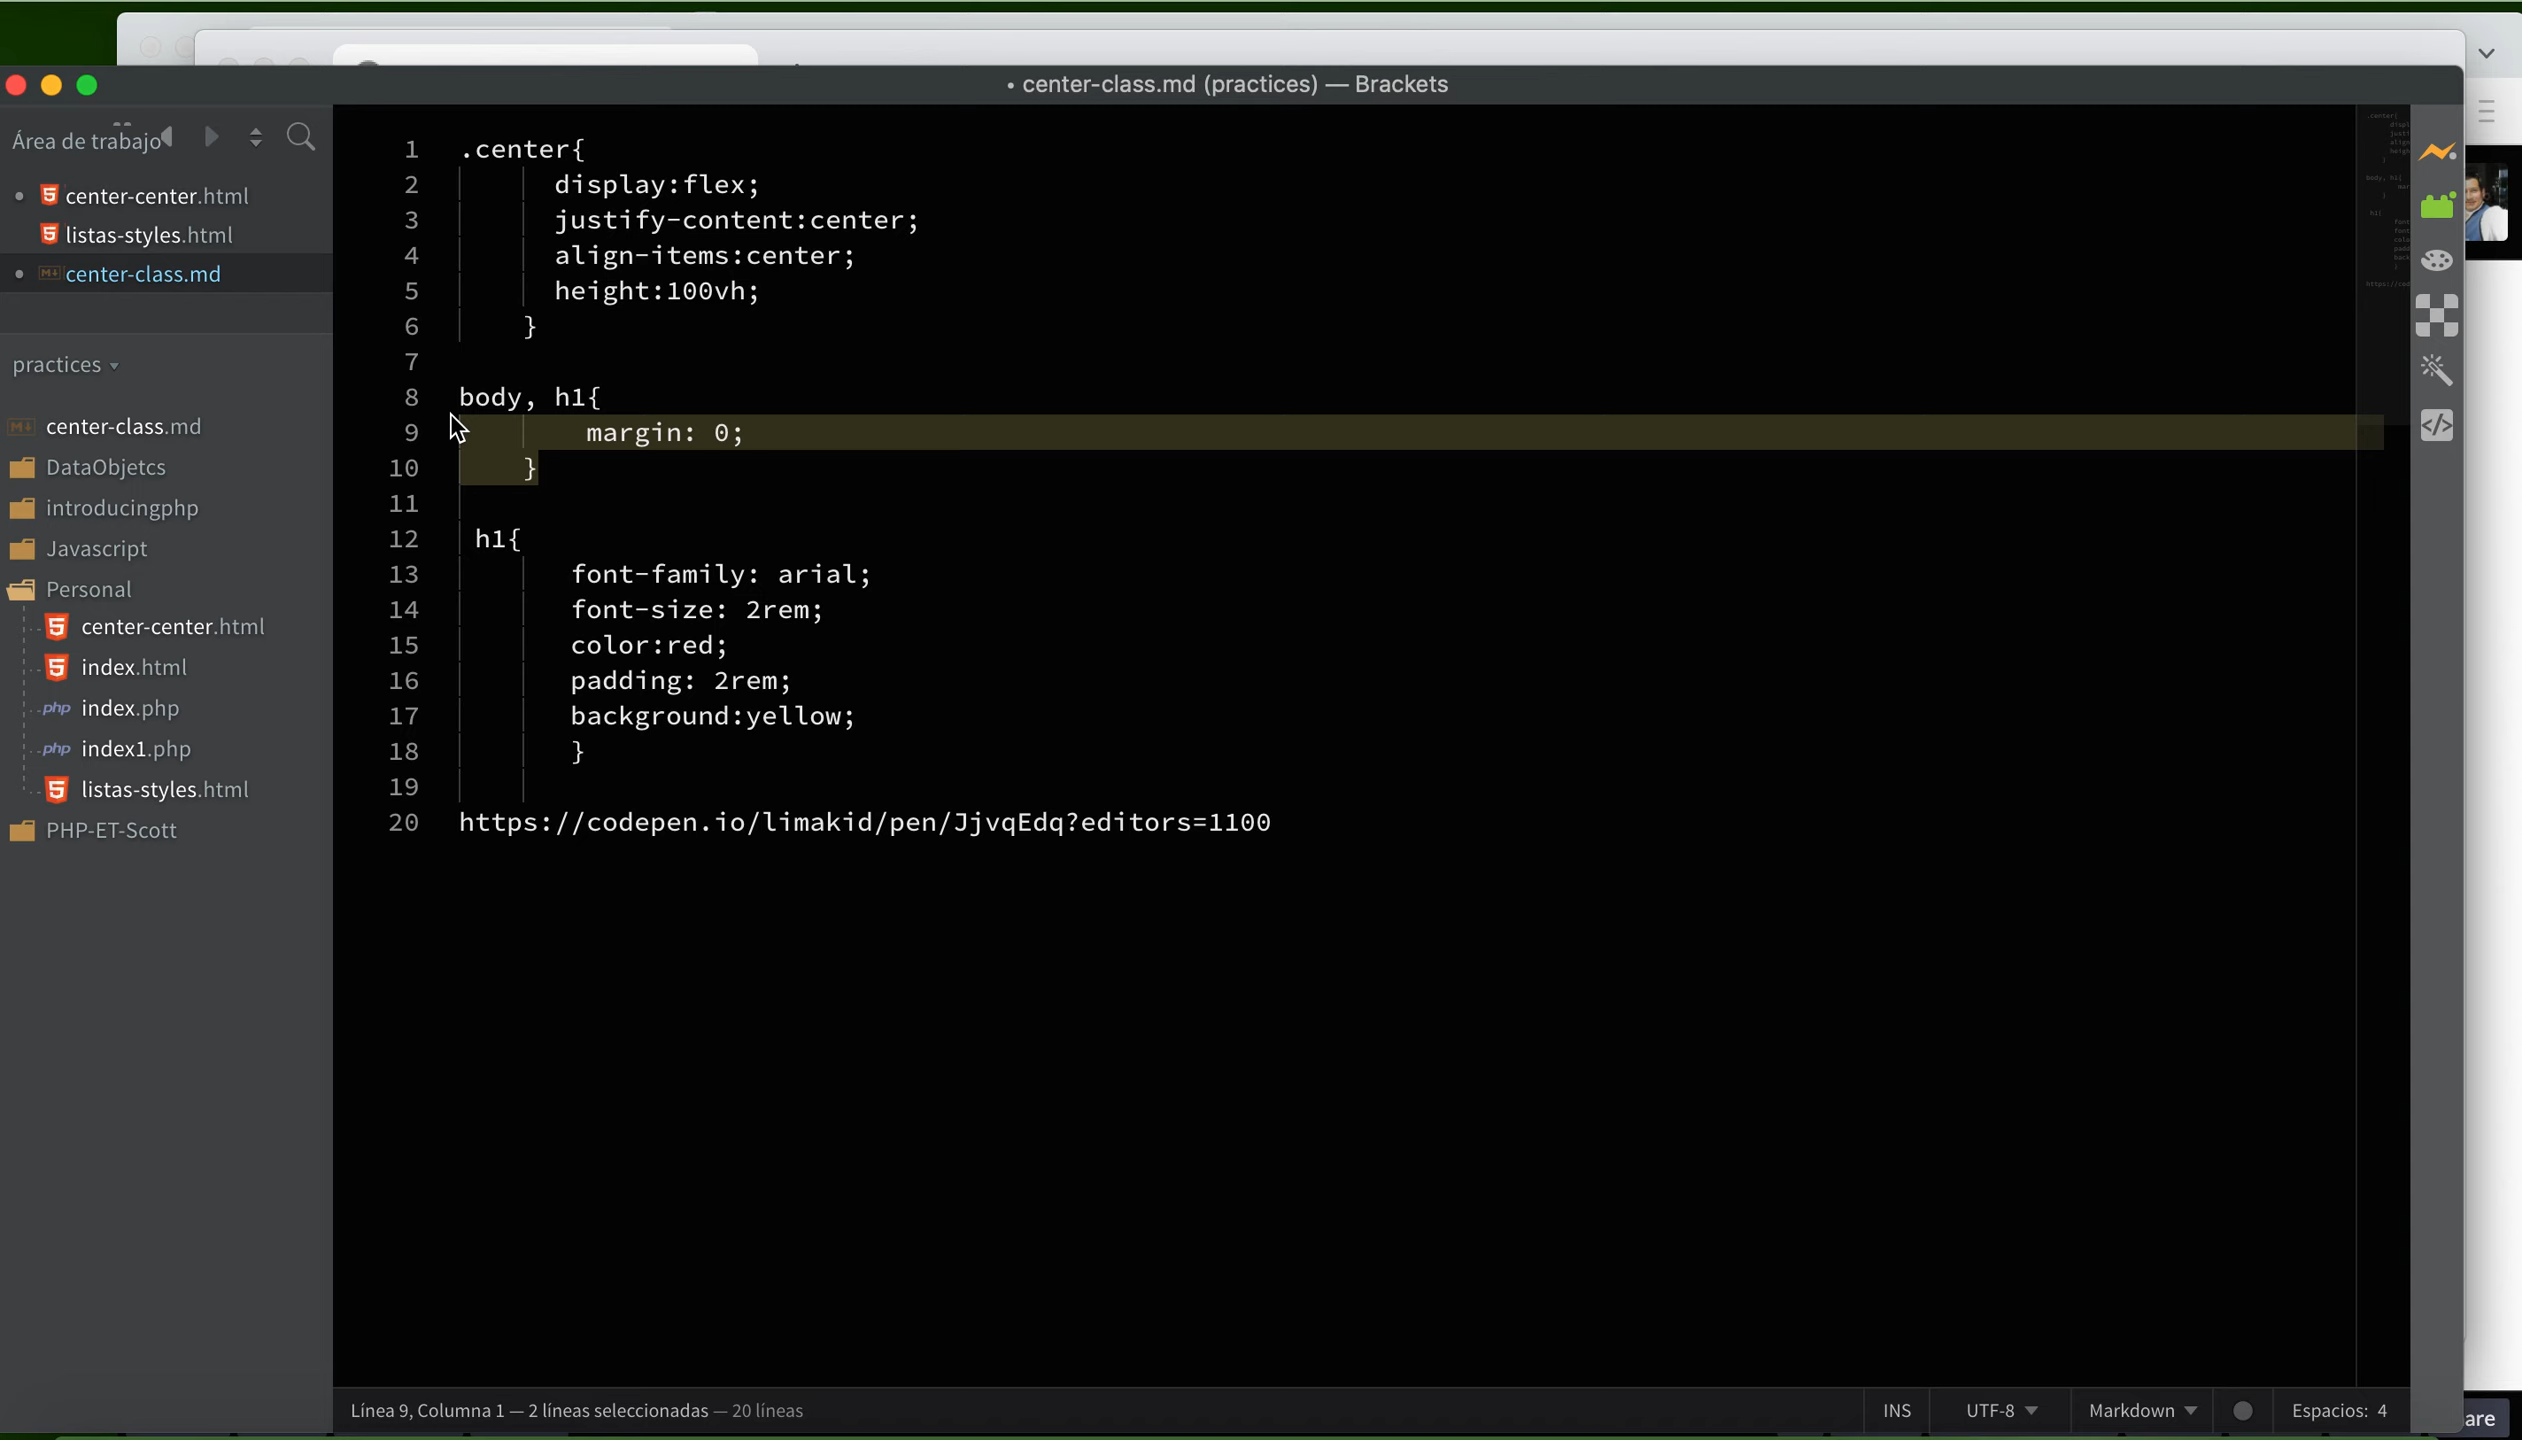 • center-class.md (practices) — Brackets
Área de trabajo
center-center.html
listas-styles.html
center-class.md
practices
center-class.md
DataObjetcs
introducingphp
Javascript
Personal
center-center.html
index.html
php index.php
php index1.php
listas-styles.html
PHP-ET-Scott
1 .center{
2 display:flex;
3 justify-content:center;
4 align-items:center;
5 height:100vh;
6 }
7
8 body, h1{
9 margin: 0;
10 }
11
12 h1{
13 font-family: arial;
14 font-size: 2rem;
15 color:red;
16 padding: 2rem;
17 background:yellow;
18 }
19
20 https://codepen.io/limakid/pen/JjvqEdq?editors=1100
Línea 9, Columna 1 — 2 líneas seleccionadas — 20 líneas
INS
UTF-8
Markdown
Espacios: 4
are